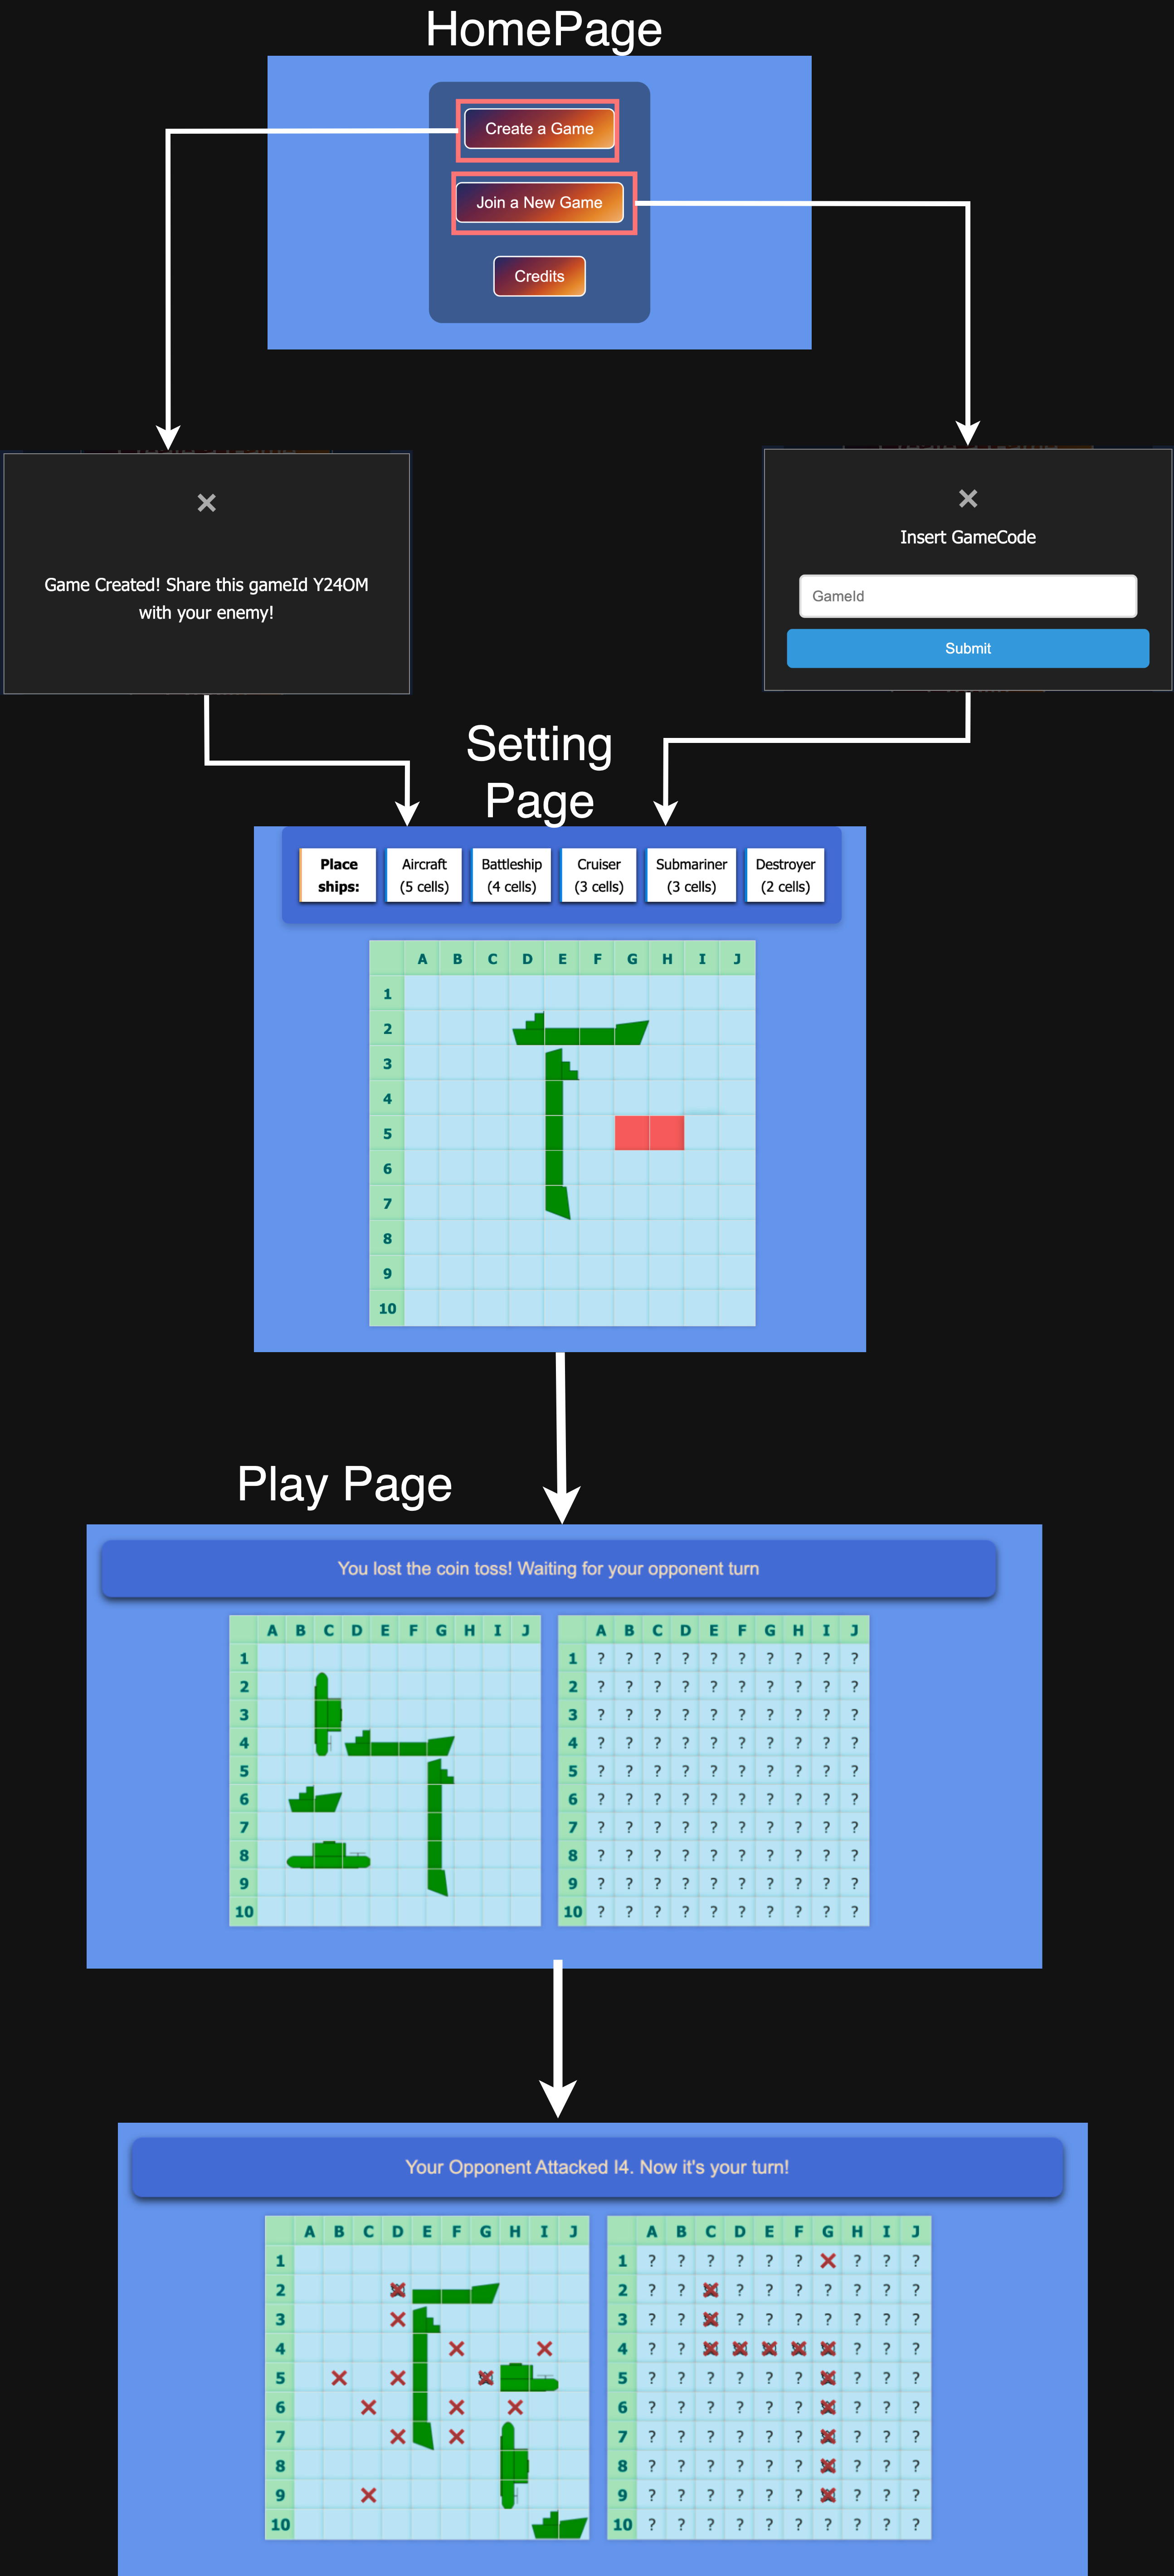 HomePage
Create a Game
Join a New Game
Credits
Game Created! Share this gameId Y24OM
with your enemy!
Insert GameCode
GameId
Submit
Setting
Page
Place ships:
Aircraft (5 cells)
Battleship (4 cells)
Cruiser (3 cells)
Submariner (3 cells)
Destroyer (2 cells)
A B C D E F G H I J
1
2
3
4
5
6
7
8
9
10
Play Page
You lost the coin toss! Waiting for your opponent turn
A B C D E F G H I J
1
2
3
4
5
6
7
8
9
10
A B C D E F G H I J
1 ? ? ? ? ? ? ? ? ? ?
2 ? ? ? ? ? ? ? ? ? ?
3 ? ? ? ? ? ? ? ? ? ?
4 ? ? ? ? ? ? ? ? ? ?
5 ? ? ? ? ? ? ? ? ? ?
6 ? ? ? ? ? ? ? ? ? ?
7 ? ? ? ? ? ? ? ? ? ?
8 ? ? ? ? ? ? ? ? ? ?
9 ? ? ? ? ? ? ? ? ? ?
10 ? ? ? ? ? ? ? ? ? ?
Your Opponent Attacked I4. Now it's your turn!
A B C D E F G H I J
1
2
3
4
5
6
7
8
9
10
A B C D E F G H I J
1 ? ? ? ? ? ? ? ? ?
2 ? ? ? ? ? ? ? ? ?
3 ? ? ? ? ? ? ? ? ?
4 ? ? ? ? ?
5 ? ? ? ? ? ? ? ? ?
6 ? ? ? ? ? ? ? ? ?
7 ? ? ? ? ? ? ? ? ?
8 ? ? ? ? ? ? ? ? ?
9 ? ? ? ? ? ? ? ? ?
10 ? ? ? ? ? ? ? ? ? ?